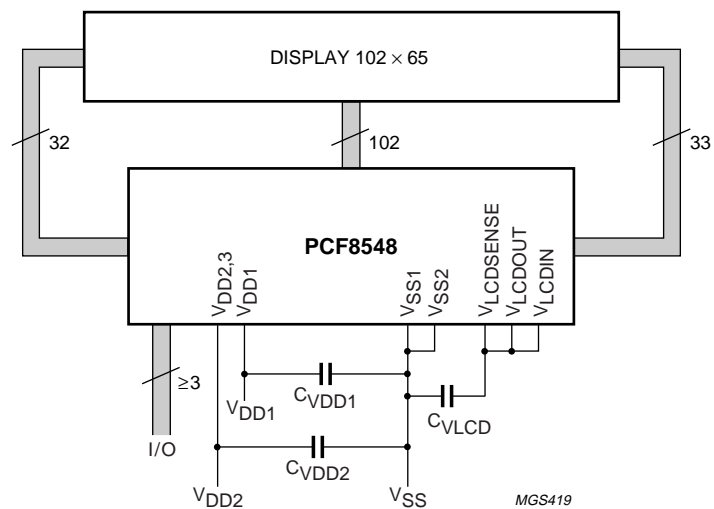 DISPLAY 102 × 65
32
102
33
PCF8548
VDD2,3
VDD1
VSS1
VSS2
VLCDSENSE
VLCDOUT
VLCDIN
≥3
I/O
VDD1
CVDD1
CVLCD
CVDD2
VDD2
VSS
MGS419